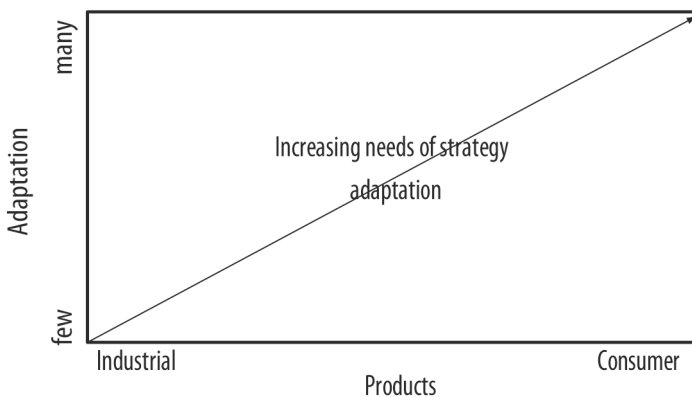 many
Adaptation
few
Increasing needs of strategy
adaptation
Industrial
Consumer
Products